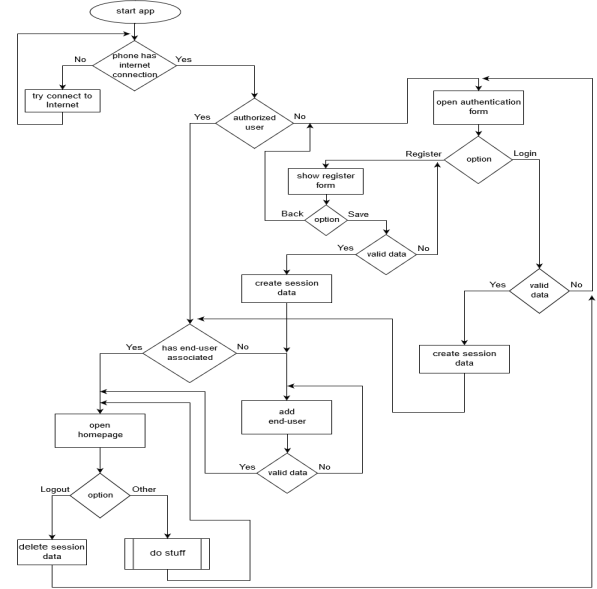 start app
phone has
internet
connection
No
Yes
try connect to
Internet
authorized
user
Yes
No
open authentication
form
option
Register
Login
show register
form
option
Back
Save
valid data
Yes
No
create session
data
valid
data
Yes
No
create session
data
has end-user
associated
Yes
No
add
end-user
valid data
Yes
No
open
homepage
option
Logout
Other
delete session
data
do stuff